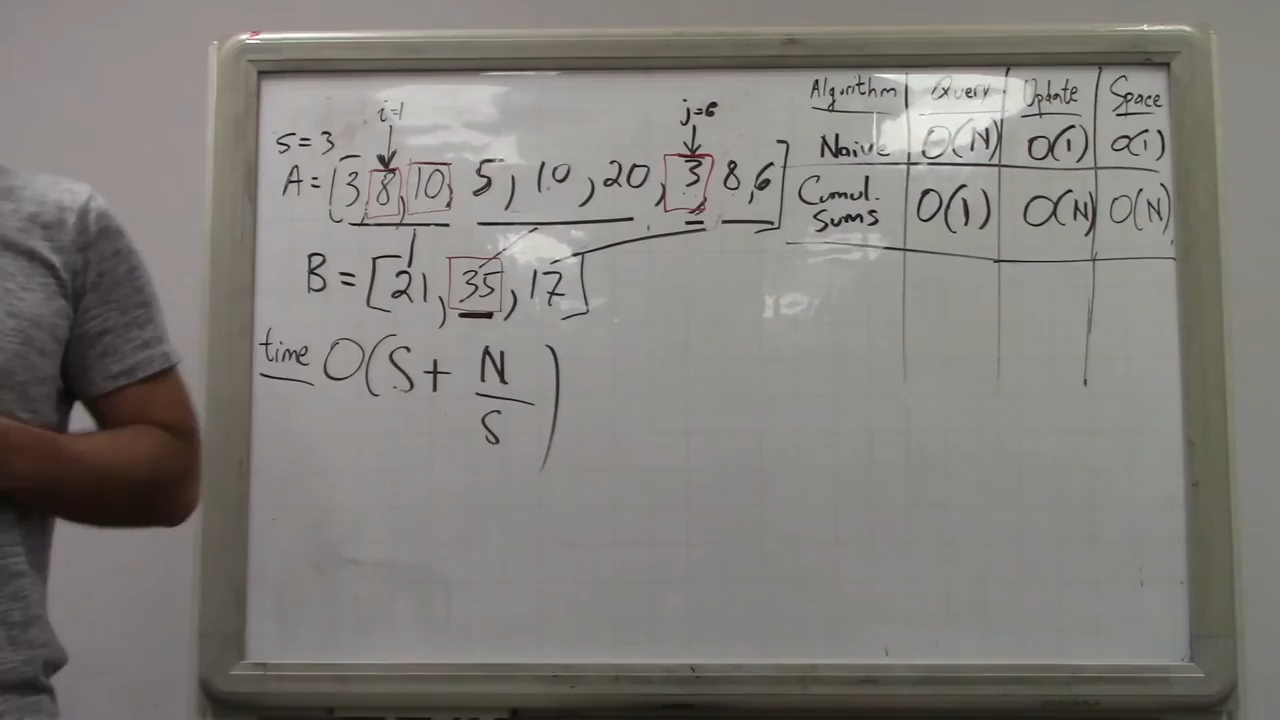 i=1
j=6
S=3
A = [3, 8, 10, 5, 10, 20, 3, 8, 6]
B = [21, 35, 17]
time O(S + N/S)
Algorithm Query Update Space
Naive O(N) O(1) O(1)
Cumul. Sums O(1) O(N) O(N)